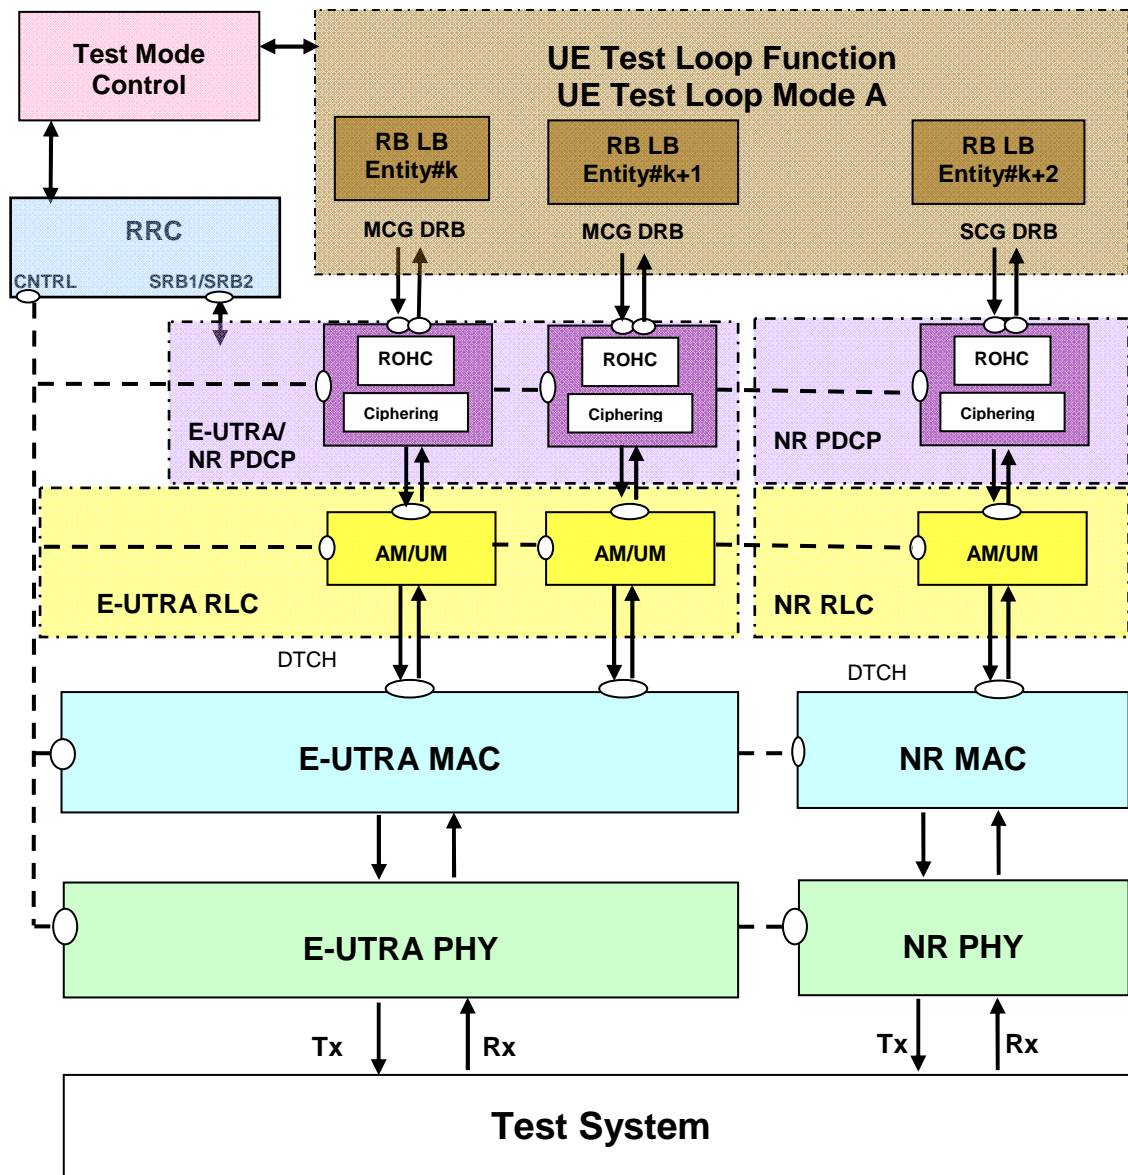 Test Mode
Control
UE Test Loop Function
UE Test Loop Mode A
RB LB
Entity#k
RB LB
Entity#k+1
RB LB
Entity#k+2
MCG DRB
MCG DRB
SCG DRB
RRC
CNTRL
SRB1/SRB2
ROHC
Ciphering
ROHC
Ciphering
ROHC
Ciphering
E-UTRA/
NR PDCP
NR PDCP
AM/UM
AM/UM
AM/UM
E-UTRA RLC
NR RLC
DTCH
DTCH
E-UTRA MAC
NR MAC
E-UTRA PHY
NR PHY
Tx
Rx
Tx
Rx
Test System